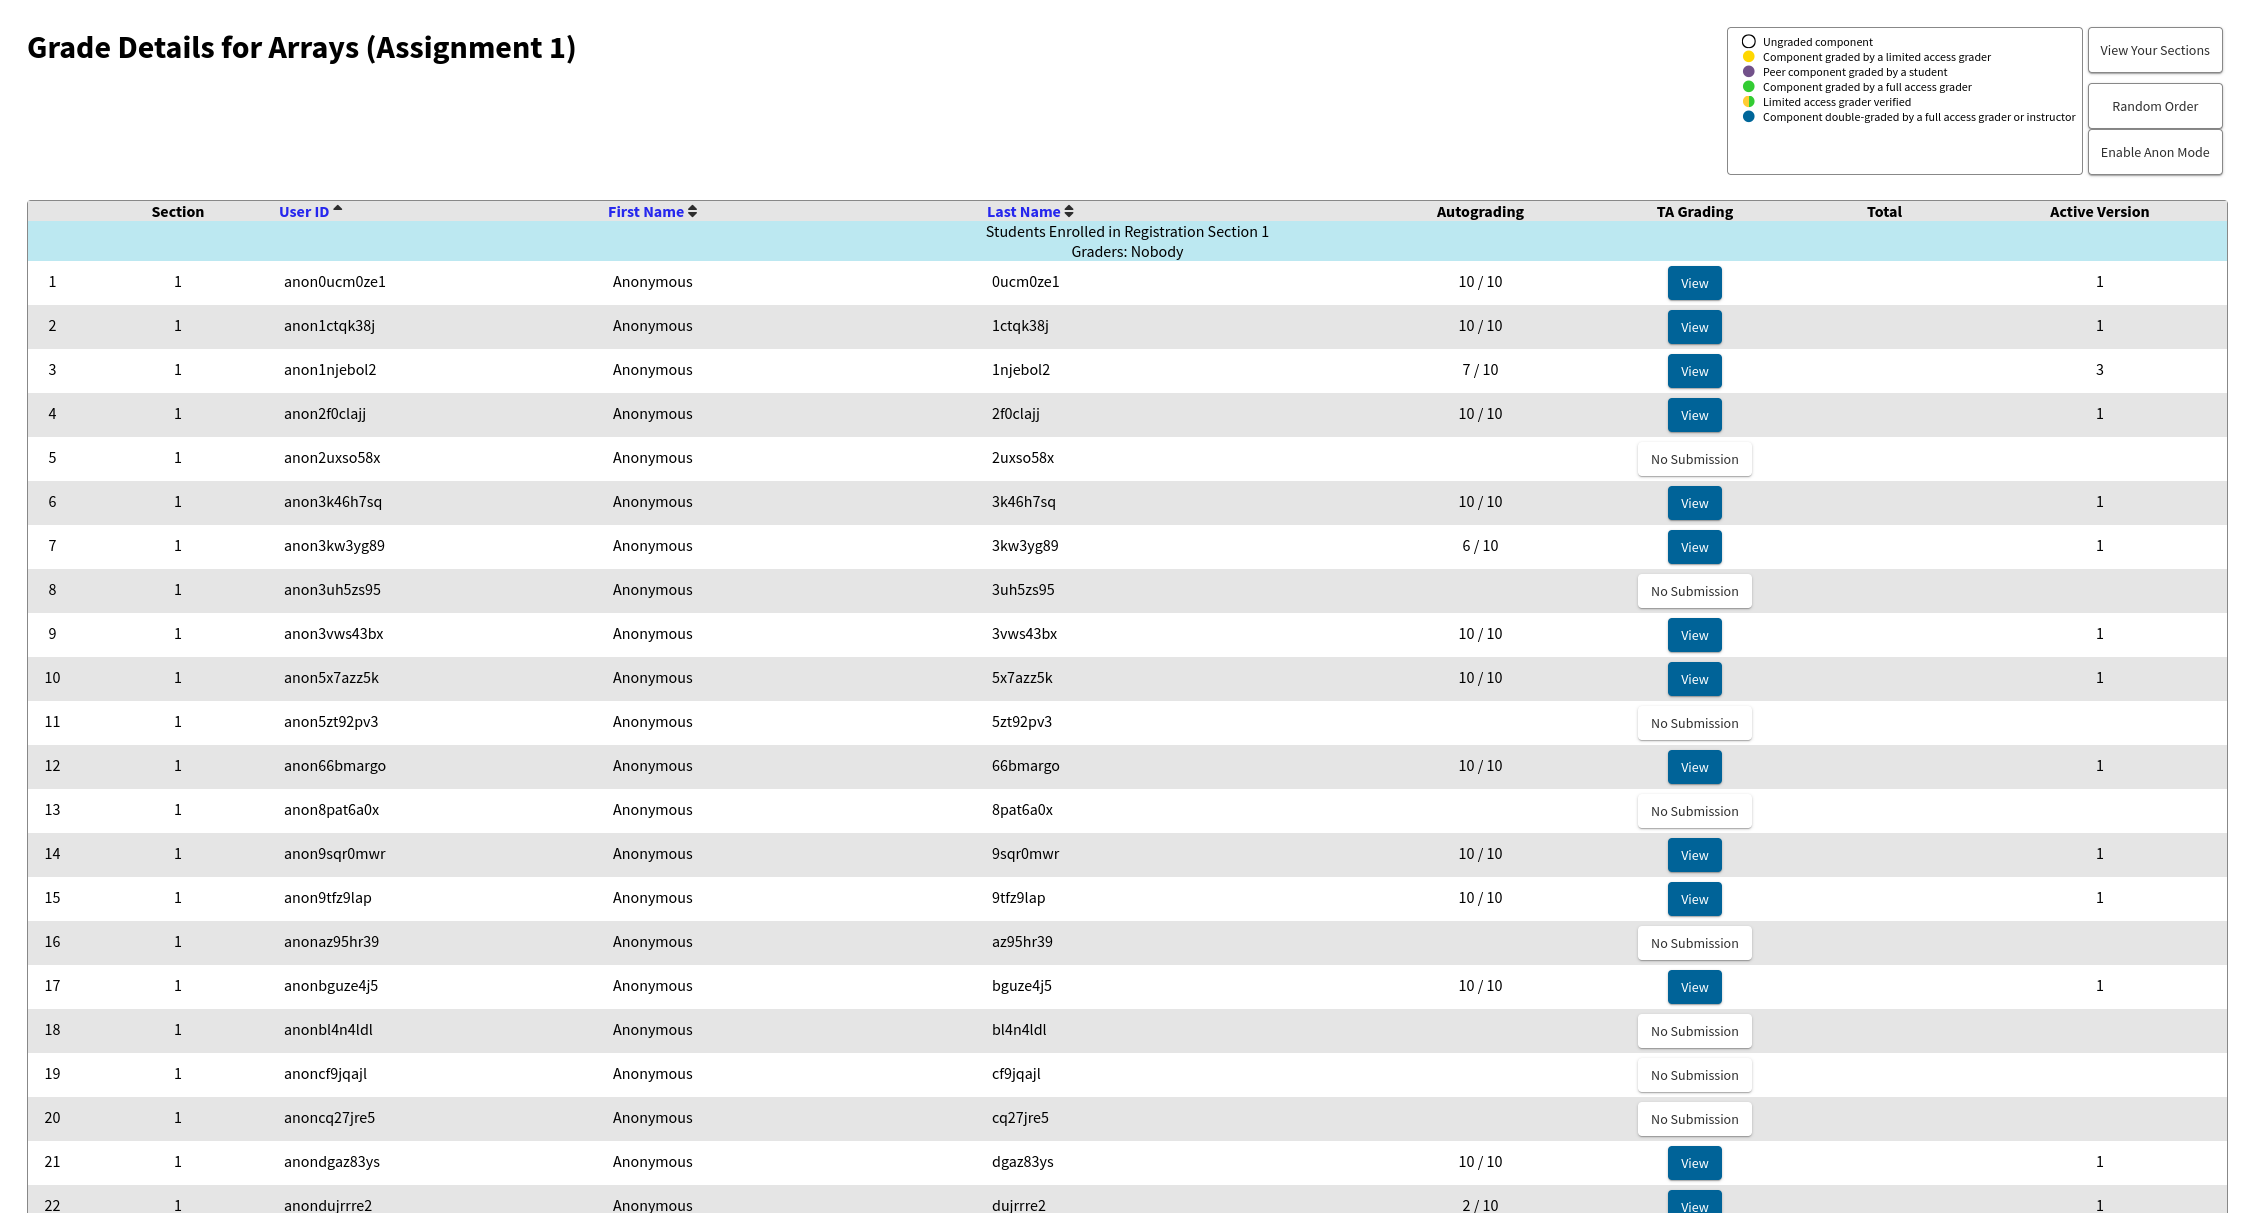 Grade Details for Arrays (Assignment 1)
Ungraded component
Component graded by a limited access grader
Peer component graded by a student
Component graded by a full access grader
Limited access grader verified
Component double-graded by a full access grader or instructor
View Your Sections
Random Order
Enable Anon Mode
Section User ID First Name Last Name Autograding TA Grading Total Active Version
Students Enrolled in Registration Section 1
Graders: Nobody
1 1 anon0ucm0ze1 Anonymous 0ucm0ze1 10 / 10 View 1
2 1 anon1ctqk38j Anonymous 1ctqk38j 10 / 10 View 1
3 1 anon1njebol2 Anonymous 1njebol2 7 / 10 View 3
4 1 anon2f0clajj Anonymous 2f0clajj 10 / 10 View 1
5 1 anon2uxso58x Anonymous 2uxso58x No Submission
6 1 anon3k46h7sq Anonymous 3k46h7sq 10 / 10 View 1
7 1 anon3kw3yg89 Anonymous 3kw3yg89 6 / 10 View 1
8 1 anon3uh5zs95 Anonymous 3uh5zs95 No Submission
9 1 anon3vws43bx Anonymous 3vws43bx 10 / 10 View 1
10 1 anon5x7azz5k Anonymous 5x7azz5k 10 / 10 View 1
11 1 anon5zt92pv3 Anonymous 5zt92pv3 No Submission
12 1 anon66bmargo Anonymous 66bmargo 10 / 10 View 1
13 1 anon8pat6a0x Anonymous 8pat6a0x No Submission
14 1 anon9sqr0mwr Anonymous 9sqr0mwr 10 / 10 View 1
15 1 anon9tfz9lap Anonymous 9tfz9lap 10 / 10 View 1
16 1 anonaz95hr39 Anonymous az95hr39 No Submission
17 1 anonbguze4j5 Anonymous bguze4j5 10 / 10 View 1
18 1 anonbl4n4ldl Anonymous bl4n4ldl No Submission
19 1 anoncf9jqajl Anonymous cf9jqajl No Submission
20 1 anoncq27jre5 Anonymous cq27jre5 No Submission
21 1 anondgaz83ys Anonymous dgaz83ys 10 / 10 View 1
22 1 anondujrrre2 Anonymous dujrrre2 2 / 10 View 1